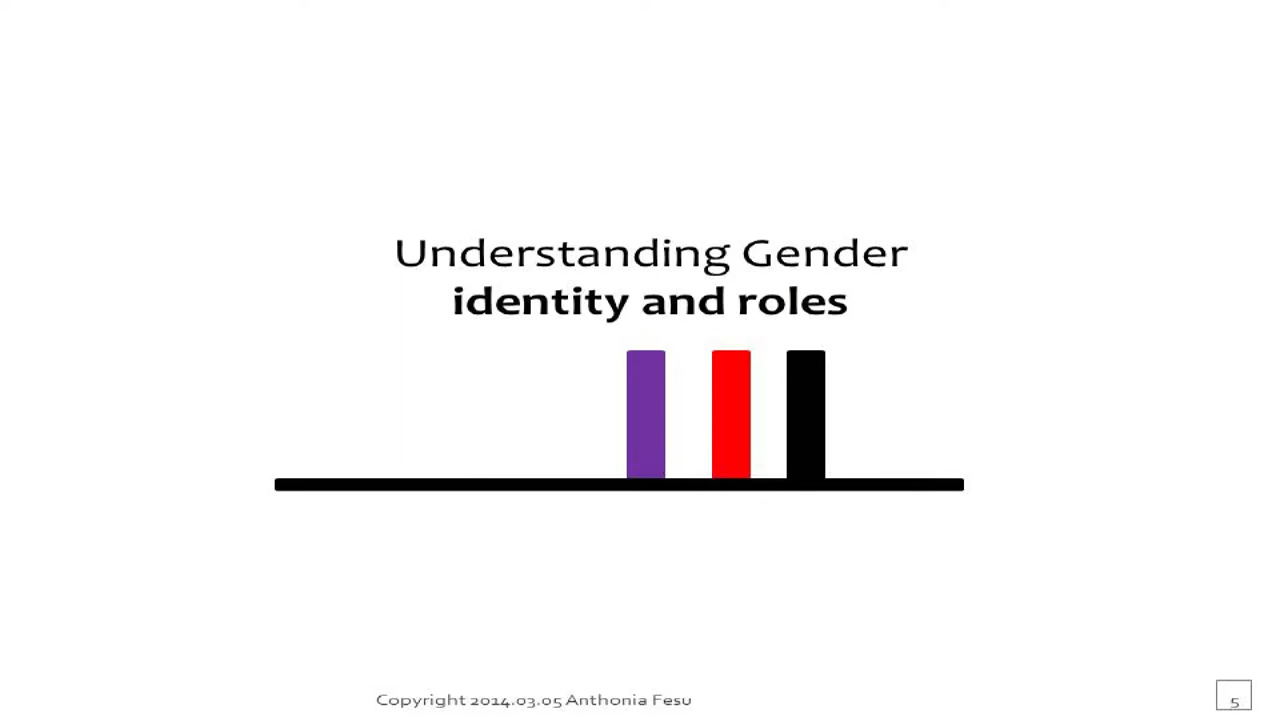 Understanding Gender
identity and roles
Copyright 2014.03.05 Anthonia Fesu
5